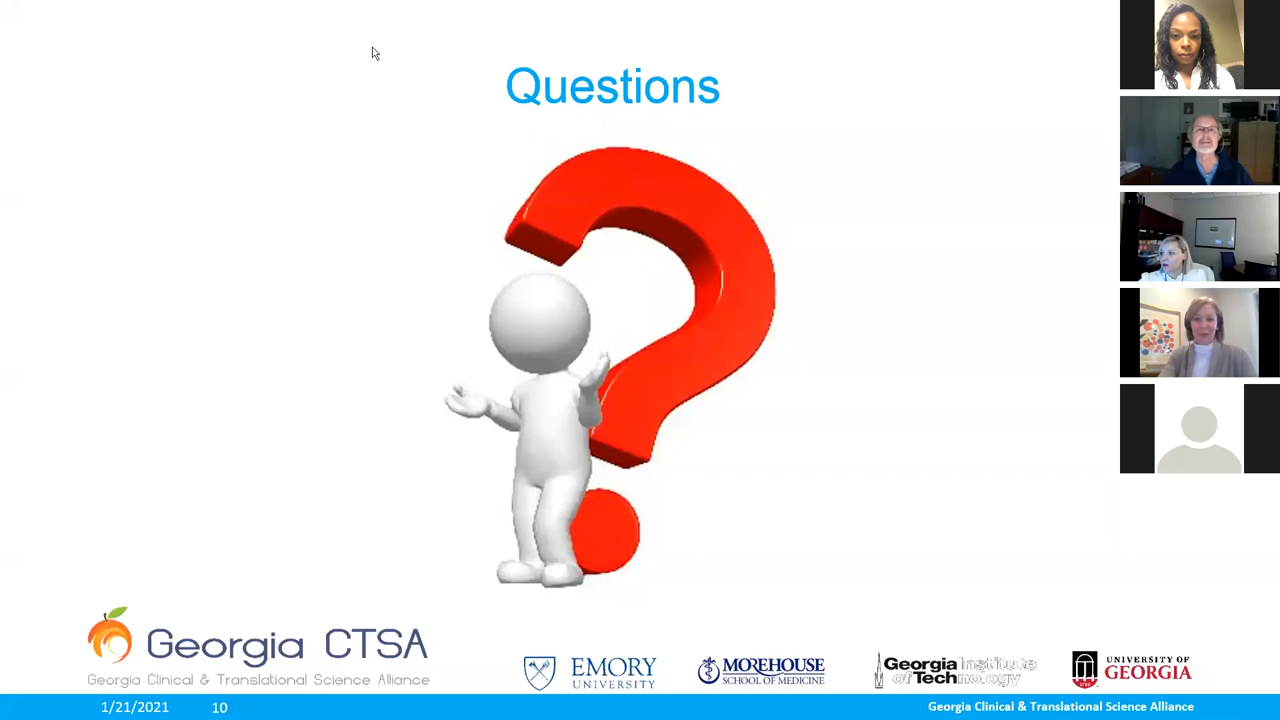 Questions
Georgia CTSA
Georgia Clinical & Translational Science Alliance
EMORY
UNIVERSITY
MOREHOUSE
SCHOOL OF MEDICINE
Georgia Institute
of Technology
UNIVERSITY OF
GEORGIA
1/21/2021
10
Georgia Clinical & Translational Science Alliance